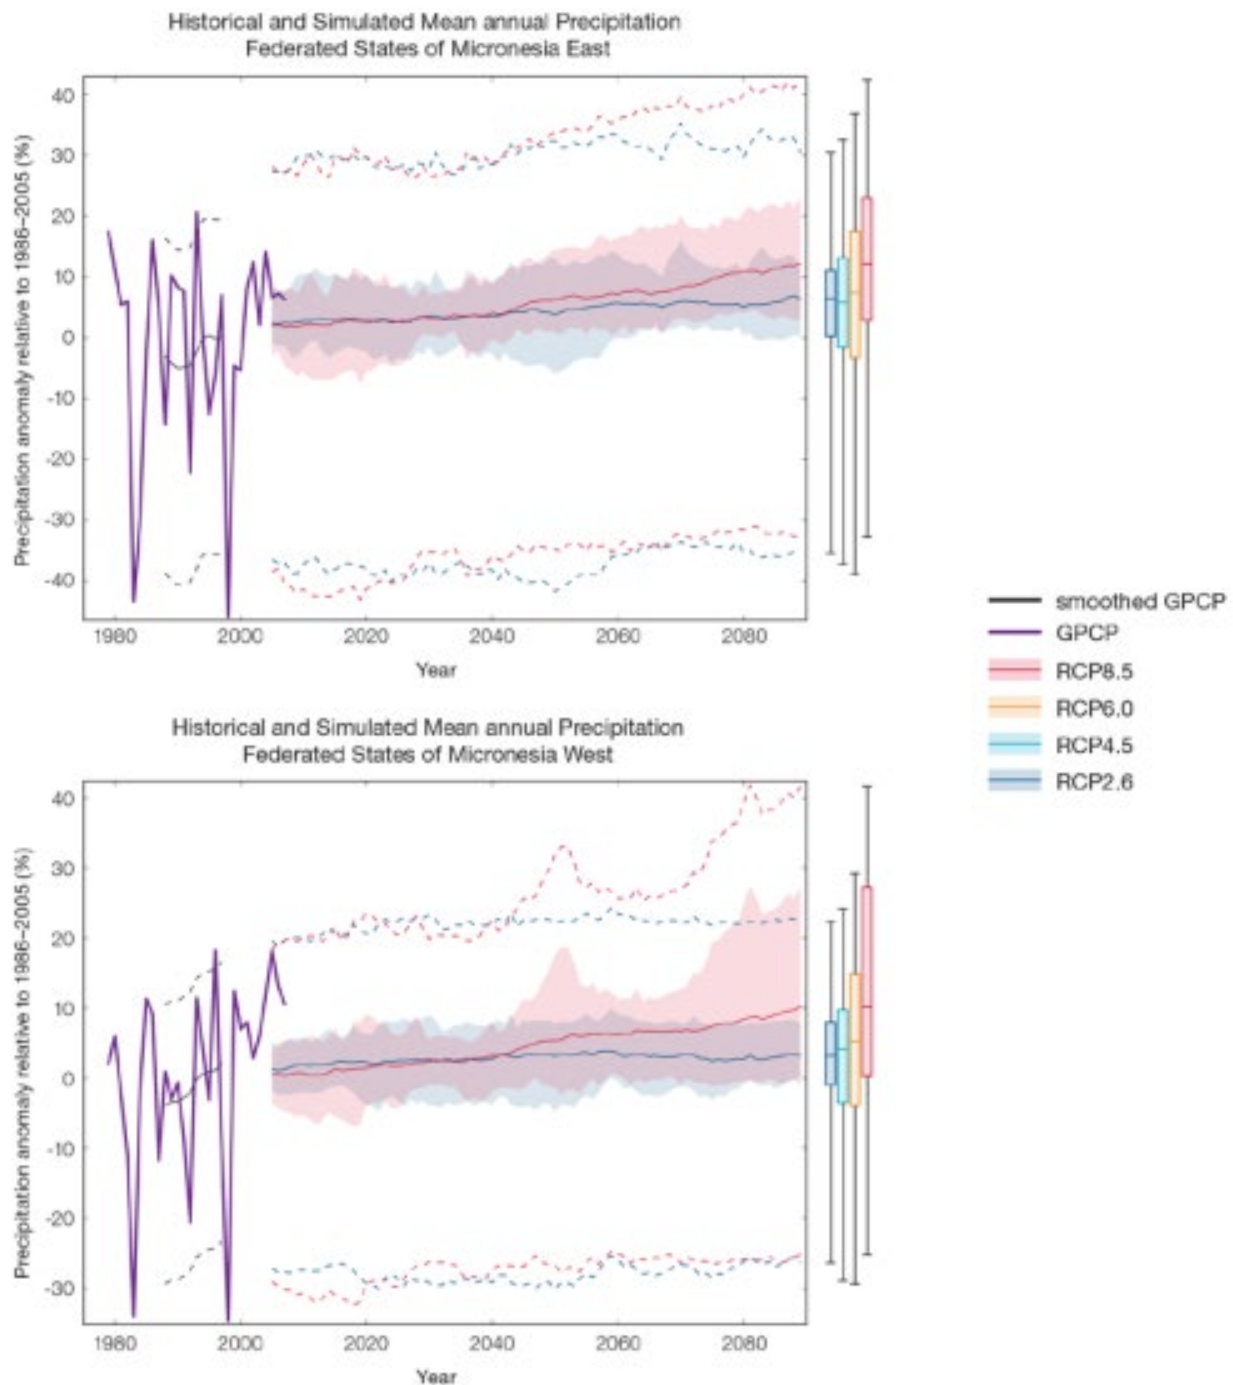 Historical and Simulated Mean annual Precipitation
Federated States of Micronesia East
Precipitation anomaly relative to 1986–2005 (%)
40
30
20
10
0
-10
-20
-30
-40
1980 2000 2020 2040 2060 2080
Year
smoothed GPCP
GPCP
RCP8.5
RCP6.0
RCP4.5
RCP2.6
Historical and Simulated Mean annual Precipitation
Federated States of Micronesia West
Precipitation anomaly relative to 1986–2005 (%)
40
30
20
10
0
-10
-20
-30
1980 2000 2020 2040 2060 2080
Year